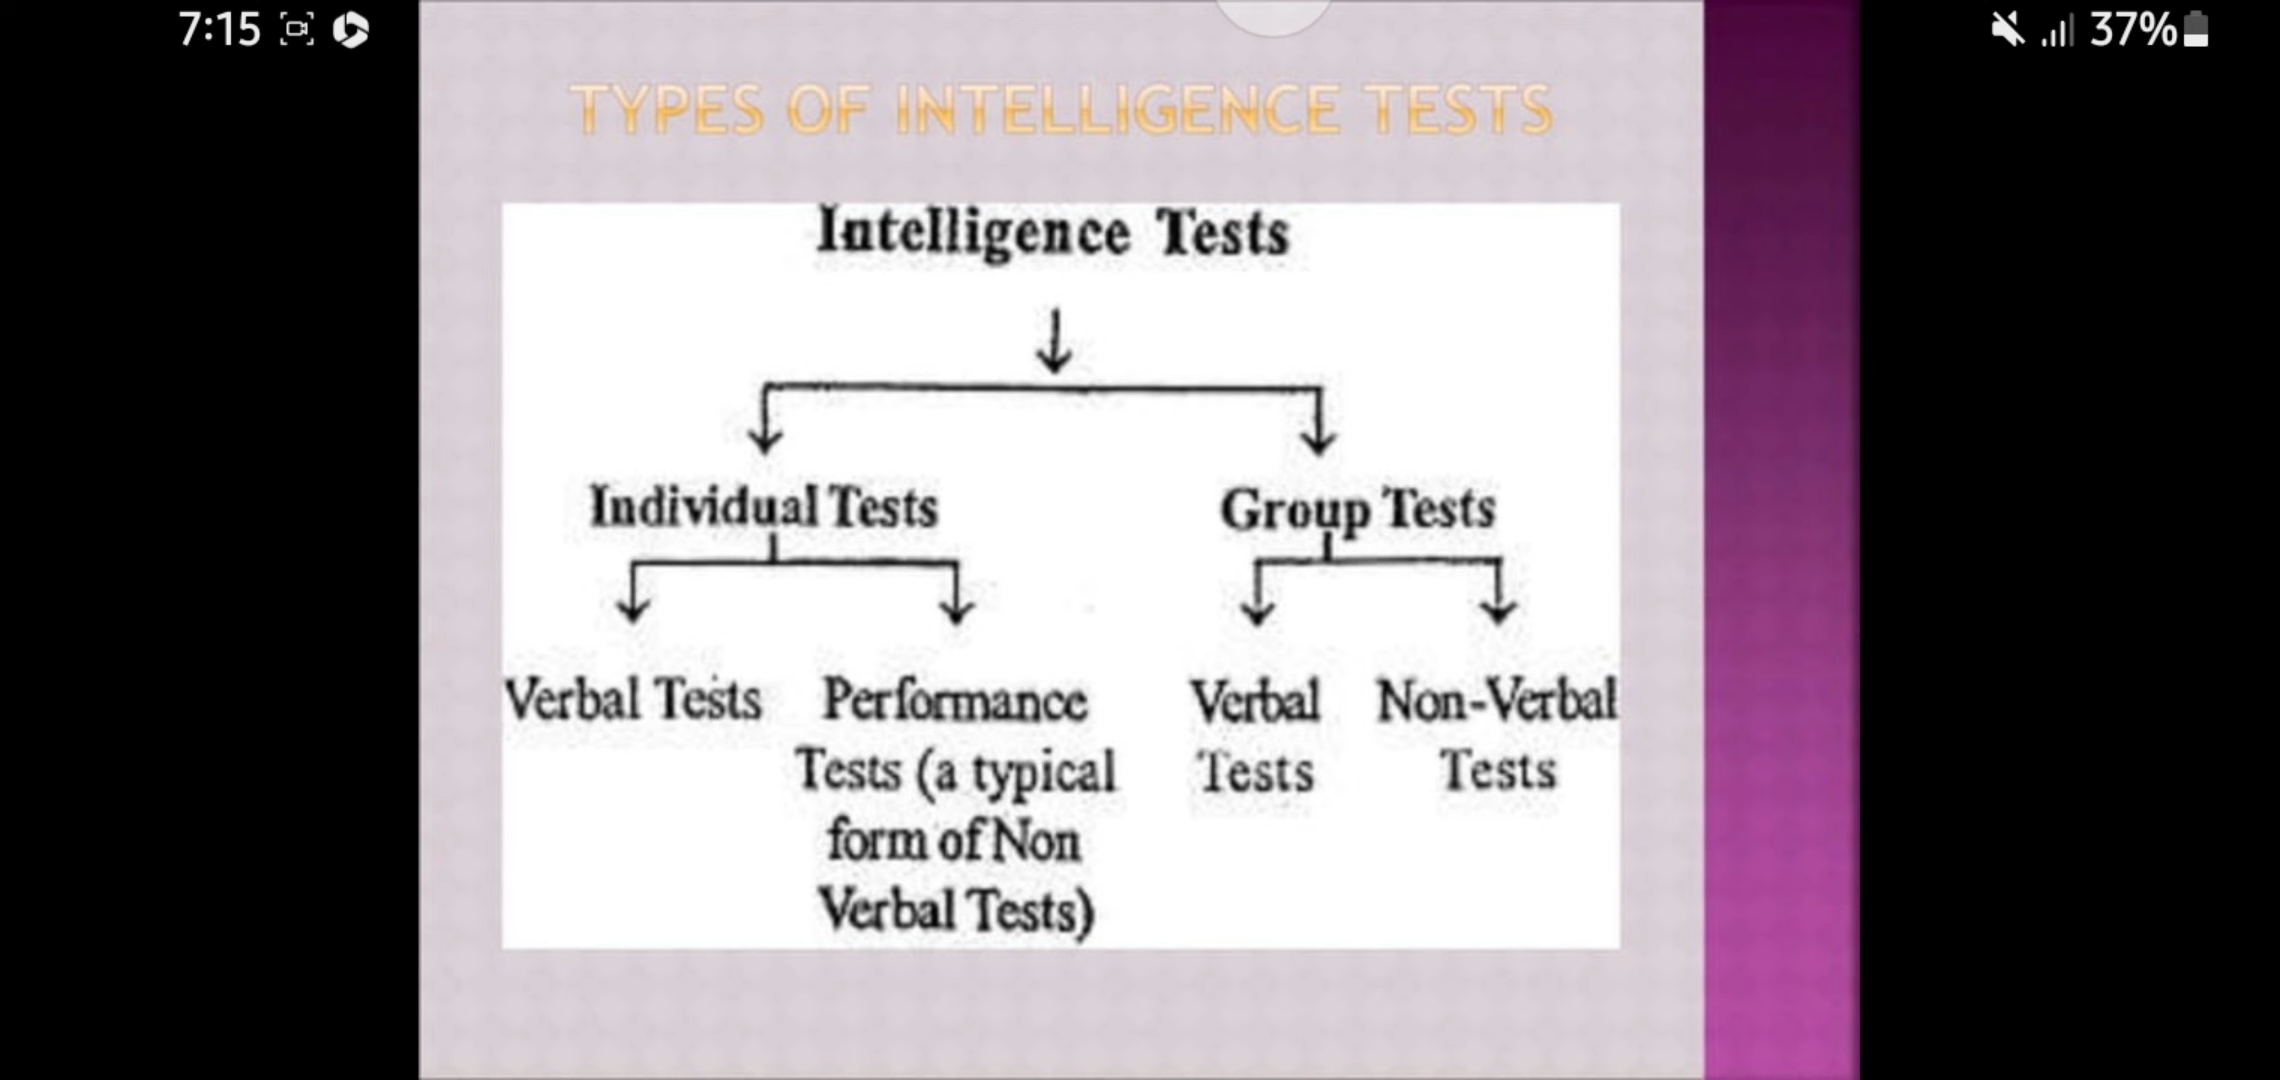 7:15
37%
TYPES OF INTELLIGENCE TESTS
Intelligence Tests
Individual Tests
Group Tests
Verbal Tests
Performance
Tests (a typical
form of Non
Verbal Tests)
Verbal
Tests
Non-Verbal
Tests